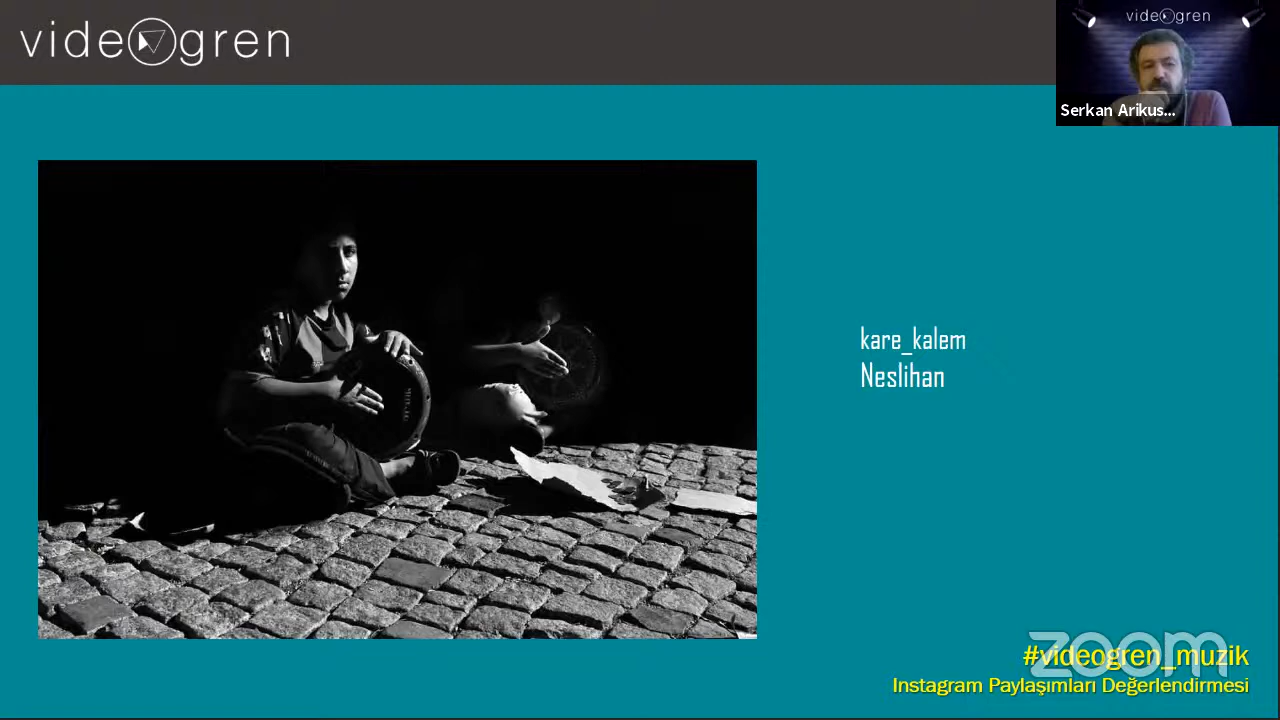 videogren
videogren
Serkan Arikus...
kare_kalem
Neslihan
zoom
#videogren_muzik
Instagram Paylaşımları Değerlendirmesi